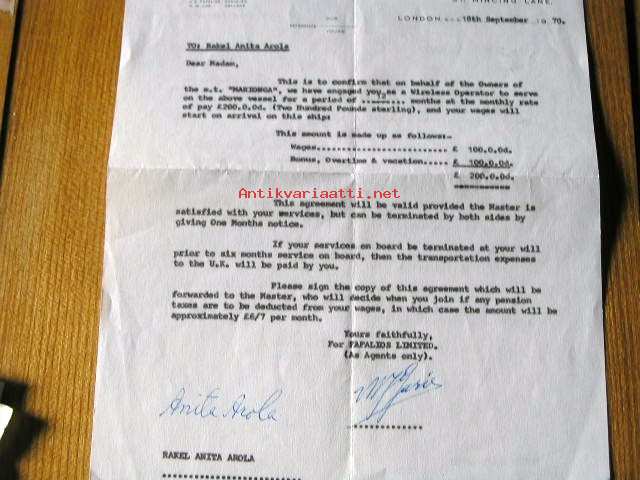 MINCING LANE.
LONDON 18th September 19 70.
TO: Rakel Anita Arola
Dear Madam,
This is to confirm that on behalf of the Owners of
the m.t. "MARIONGA", we have engaged you as a Wireless Operator to serve
on the above vessel for a period of ......... months at the monthly rate
of pay £200.0.0d. (Two Hundred Pounds sterling), and your wages will
start on arrival on this ship:
This amount is made up as follows:-
Wages............................ £ 100.0.0d.
Bonus, Overtime & vacation..... £ 100.0.0d.
£ 200.0.0d.
Antikvariaatti.net
This agreement will be valid provided the Master is
satisfied with your services, but can be terminated by both sides by
giving One Months notice.
If your services on board be terminated at your will
prior to six months service on board, then the transportation expenses
to the U.K. will be paid by you.
Please sign the copy of this agreement which will be
forwarded to the Master, who will decide when you join if any pension
taxes are to be deducted from your wages, in which case the amount will be
approximately £6/7 per month.
Yours faithfully,
For PAPALIOS LIMITED.
(As Agents only).
Anita Arola
RAKEL ANITA AROLA